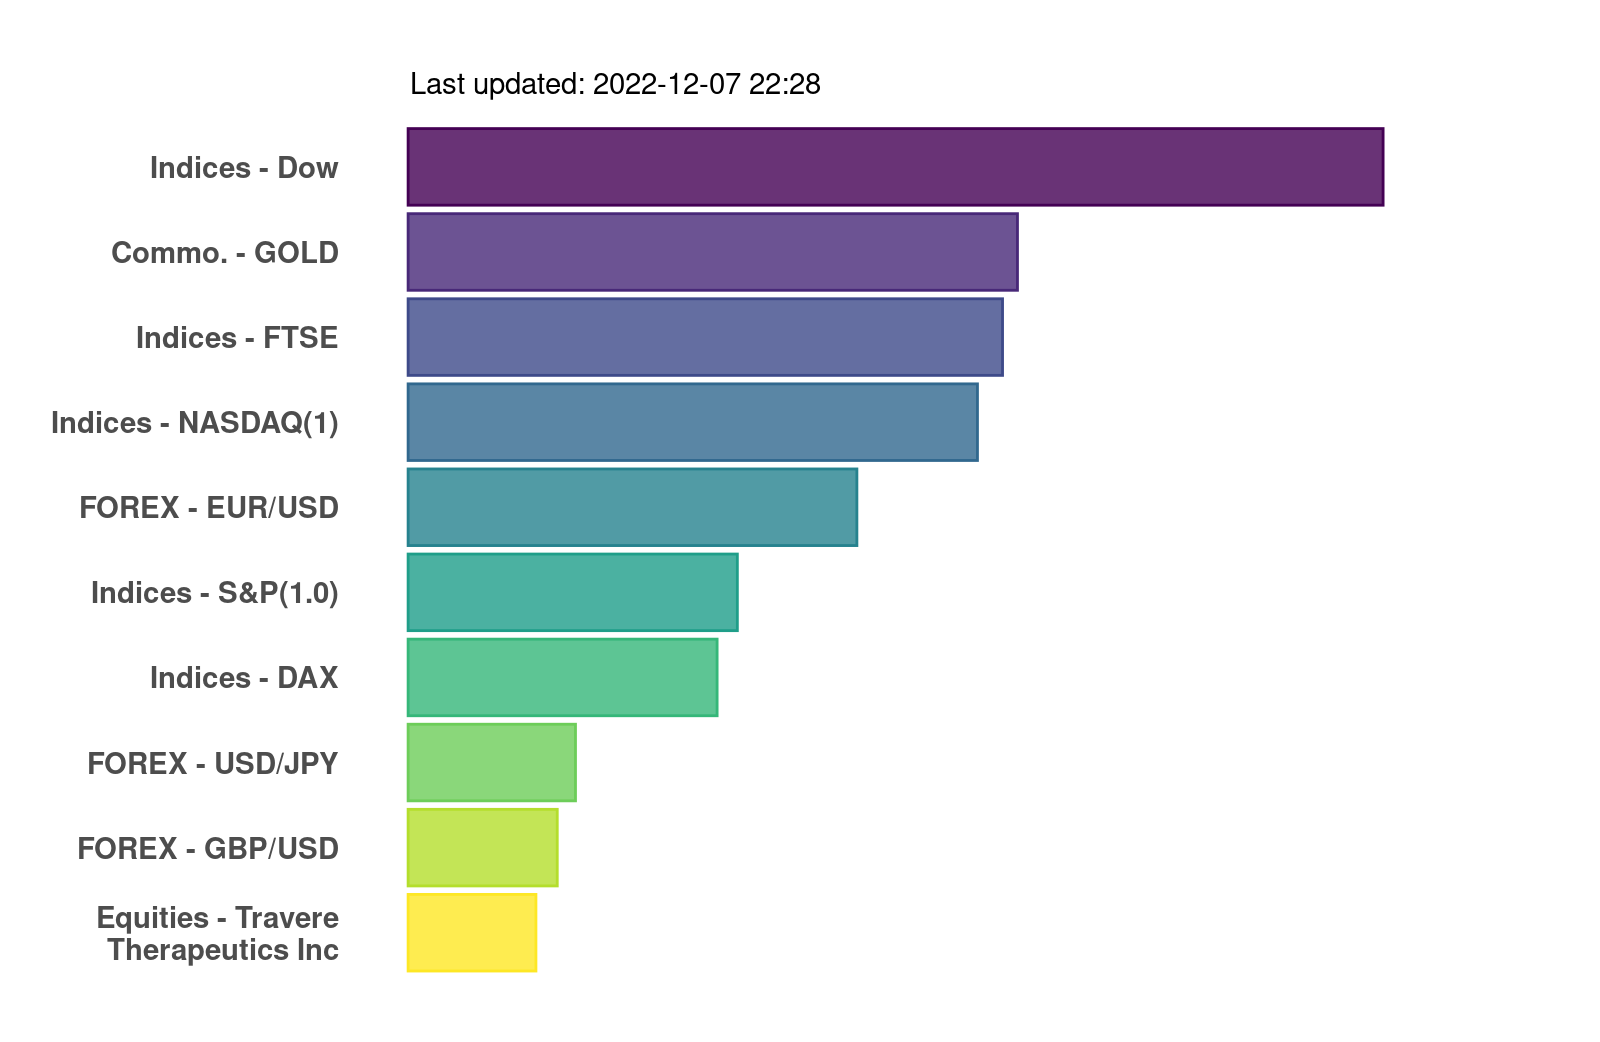 Last updated: 2022-12-07 22:28
Indices - Dow
Commo. - GOLD
Indices - FTSE
Indices - NASDAQ(1)
FOREX - EUR/USD
Indices - S&P(1.0)
Indices - DAX
FOREX - USD/JPY
FOREX - GBP/USD
Equities - Travere
Therapeutics Inc